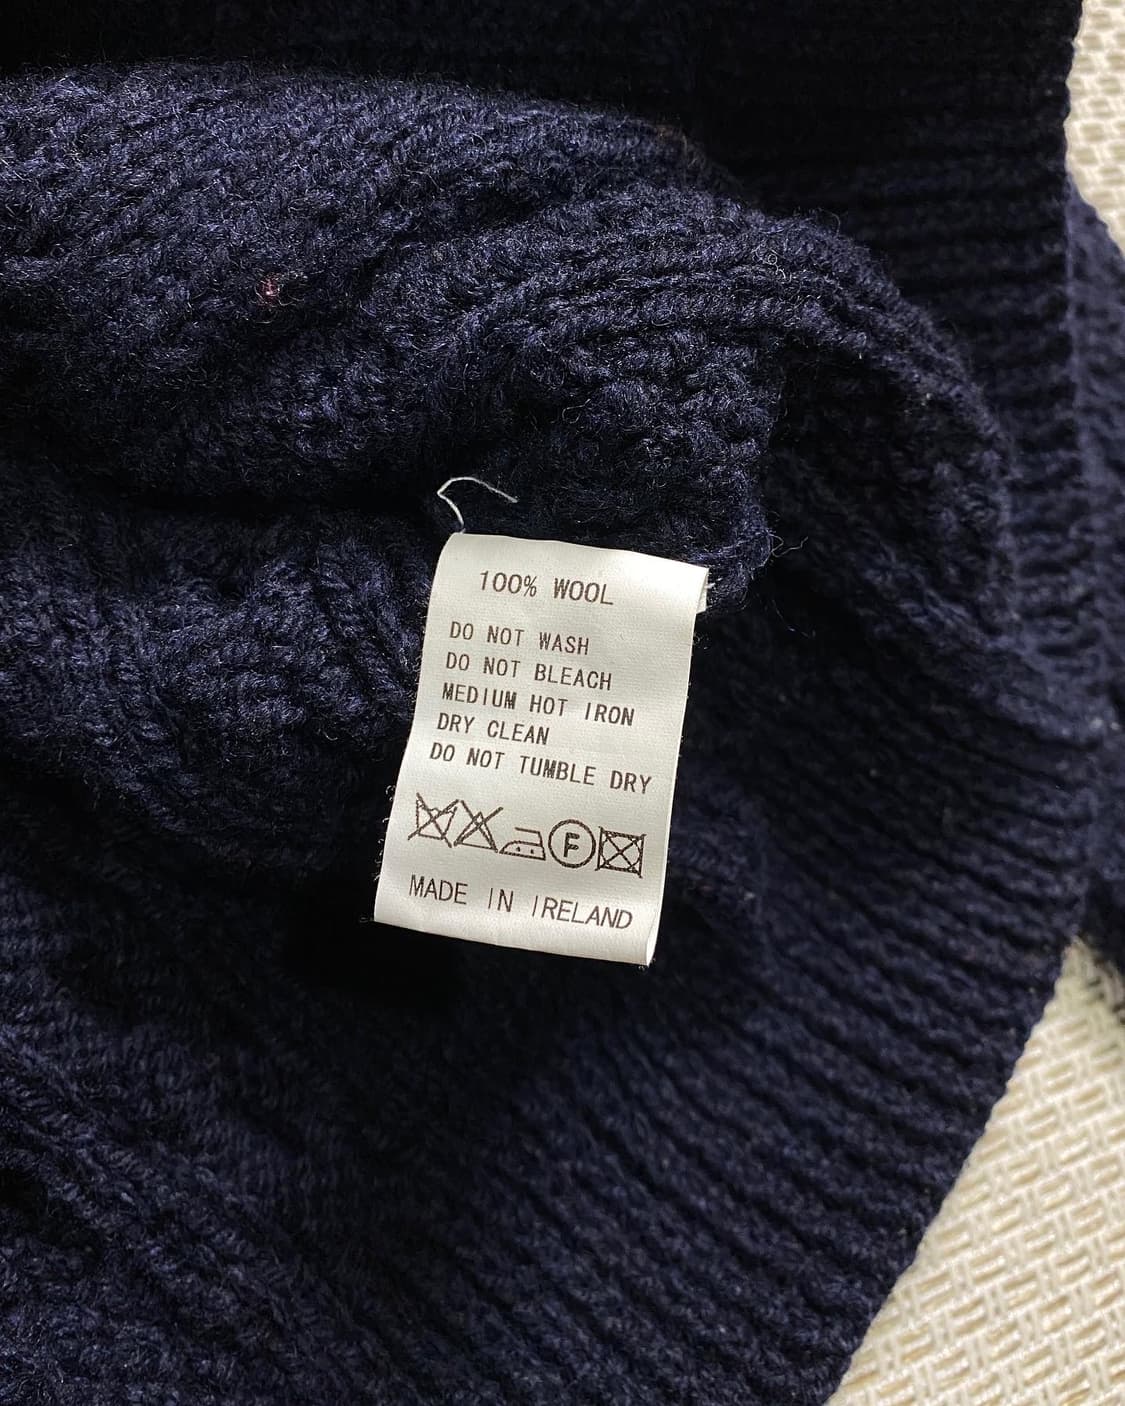 100% WOOL
DO NOT WASH
DO NOT BLEACH
MEDIUM HOT IRON
DRY CLEAN
DO NOT TUMBLE DRY
F
MADE IN IRELAND